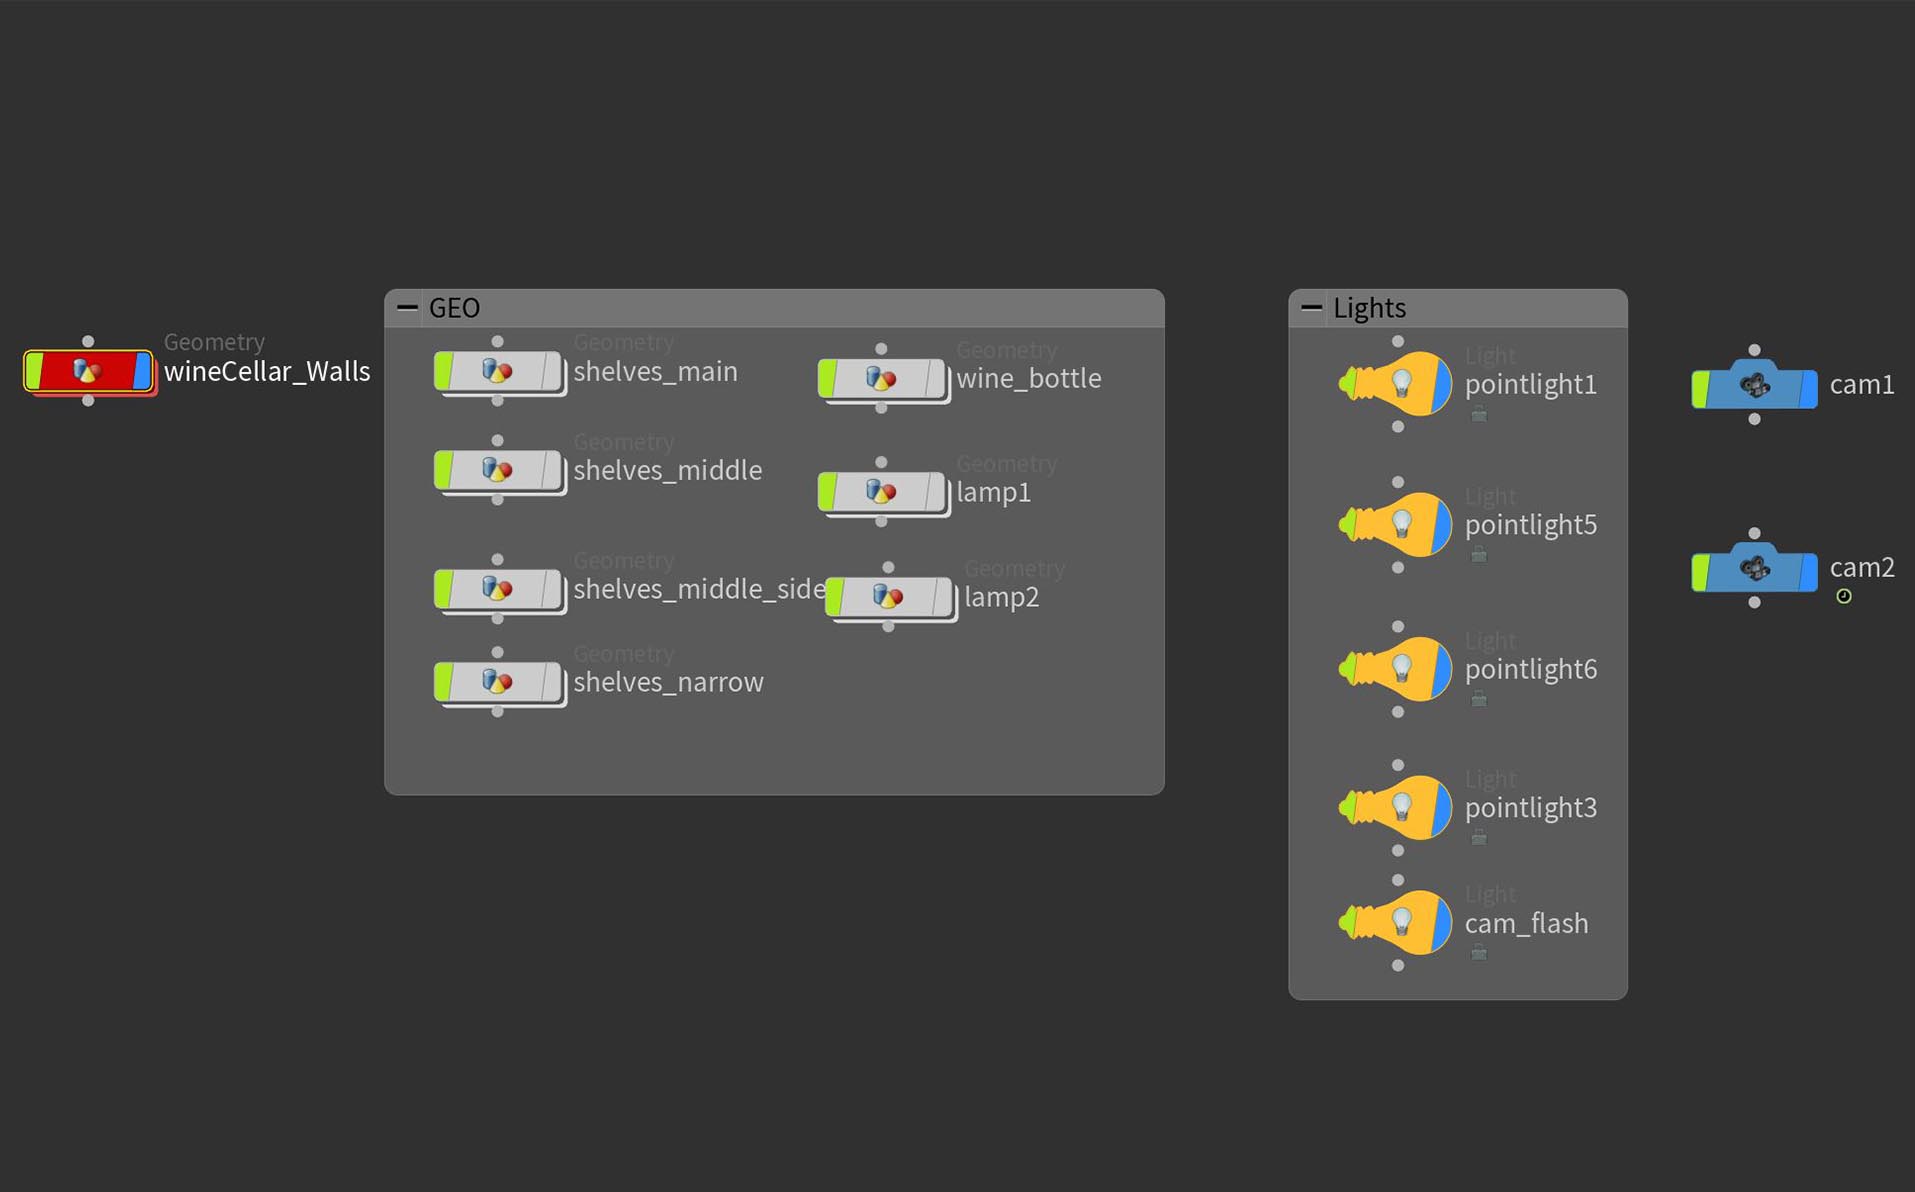 Geometry
wineCellar_Walls
GEO
Geometry
shelves_main
Geometry
shelves_middle
Geometry
shelves_middle_side
Geometry
shelves_narrow
Geometry
wine_bottle
Geometry
lamp1
Geometry
lamp2
Lights
Light
pointlight1
Light
pointlight5
Light
pointlight6
Light
pointlight3
Light
cam_flash
cam1
cam2